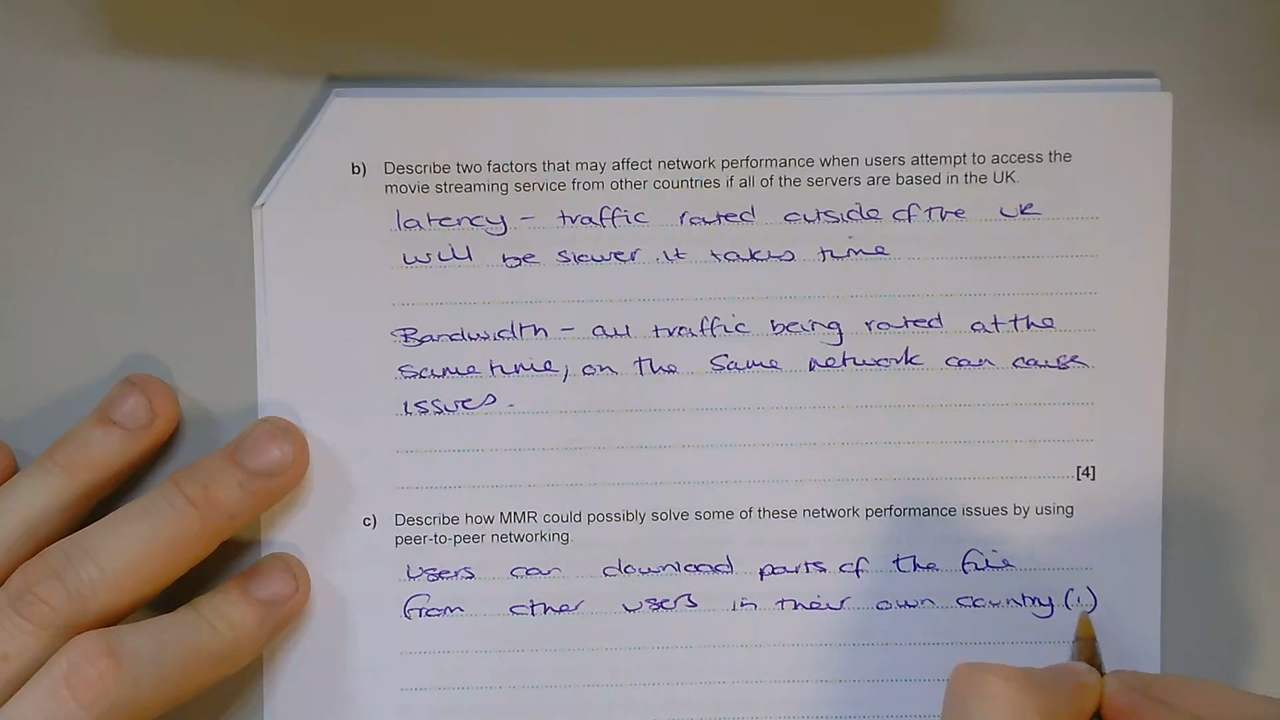 b) Describe two factors that may affect network performance when users attempt to access the
movie streaming service from other countries if all of the servers are based in the UK.
latency - traffic roted outside of the UK
will be slower it takes time
Bandwidth - all traffic being roted at the
same time, on the same network can cause
issues.
[4]
c) Describe how MMR could possibly solve some of these network performance issues by using
peer-to-peer networking.
Users can download parts of the file
from other users in their own country (1)